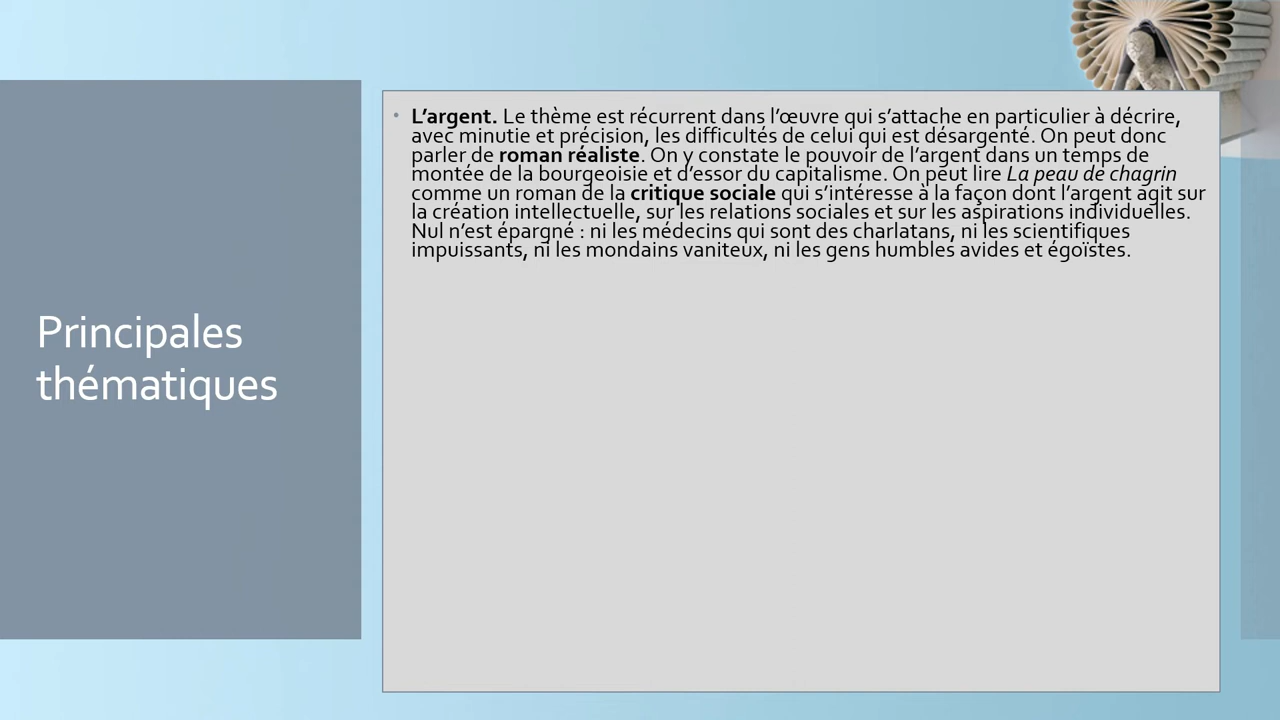 Principales
thématiques
• L’argent. Le thème est récurrent dans l’œuvre qui s’attache en particulier à décrire,
avec minutie et précision, les difficultés de celui qui est désargenté. On peut donc
parler de roman réaliste. On y constate le pouvoir de l’argent dans un temps de
montée de la bourgeoisie et d’essor du capitalisme. On peut lire La peau de chagrin
comme un roman de la critique sociale qui s’intéresse à la façon dont l’argent agit sur
la création intellectuelle, sur les relations sociales et sur les aspirations individuelles.
Nul n’est épargné : ni les médecins qui sont des charlatans, ni les scientifiques
impuissants, ni les mondains vaniteux, ni les gens humbles avides et égoïstes.